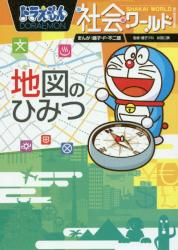 ドラえもん
DORAEMON
社会ワールド
SHAKAI WORLD
まんが/藤子・F・不二雄
地図の
ひみつ